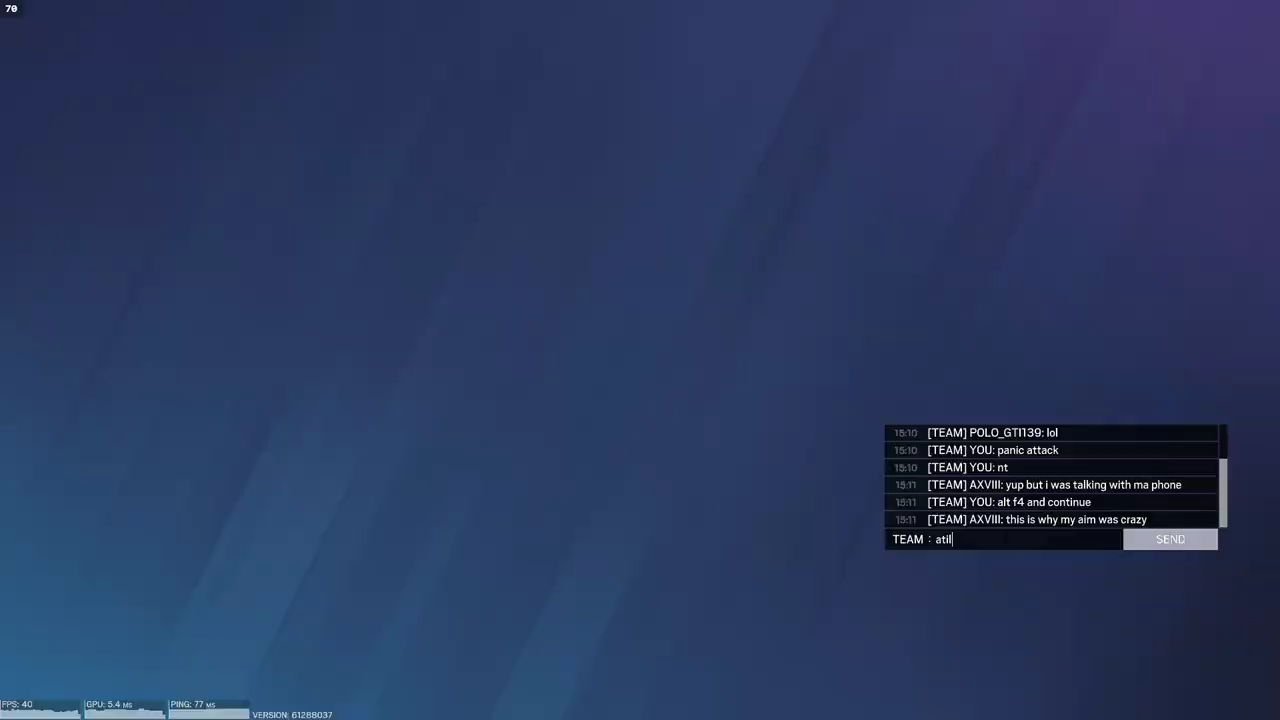 70
15:10 [TEAM] POLO_GTI139: lol
15:10 [TEAM] YOU: panic attack
15:10 [TEAM] YOU: nt
15:11 [TEAM] AXVIII: yup but i was talking with ma phone
15:11 [TEAM] YOU: alt f4 and continue
15:11 [TEAM] AXVIII: this is why my aim was crazy
TEAM : atil SEND
FPS: 40 GPU: 5.4 MS PING: 77 MS
VERSION: 61288037